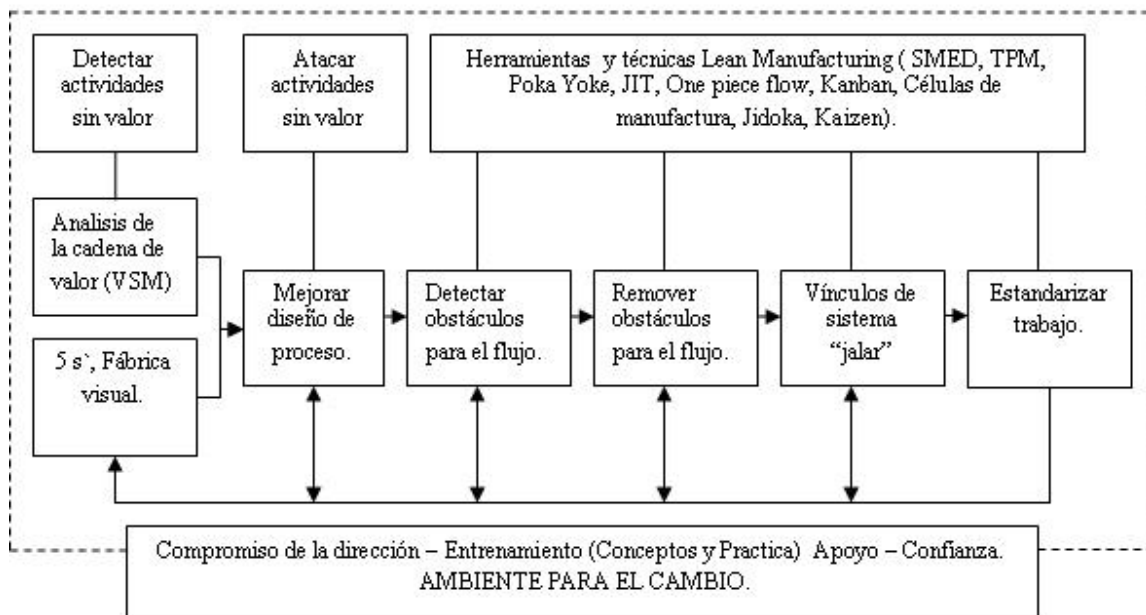 Detectar
actividades
sin valor
Atacar
actividades
sin valor
Herramientas y técnicas Lean Manufacturing ( SMED, TPM,
Poka Yoke, JIT, One piece flow, Kanban, Células de
manufactura, Jidoka, Kaizen).
Analisis de
la cadena de
valor (VSM)
5 s`, Fábrica
visual.
Mejorar
diseño de
proceso.
Detectar
obstáculos
para el flujo.
Remover
obstáculos
para el flujo.
Vínculos de
sistema
“jalar”
Estandarizar
trabajo.
Compromiso de la dirección – Entrenamiento (Conceptos y Practica) Apoyo – Confianza.
AMBIENTE PARA EL CAMBIO.